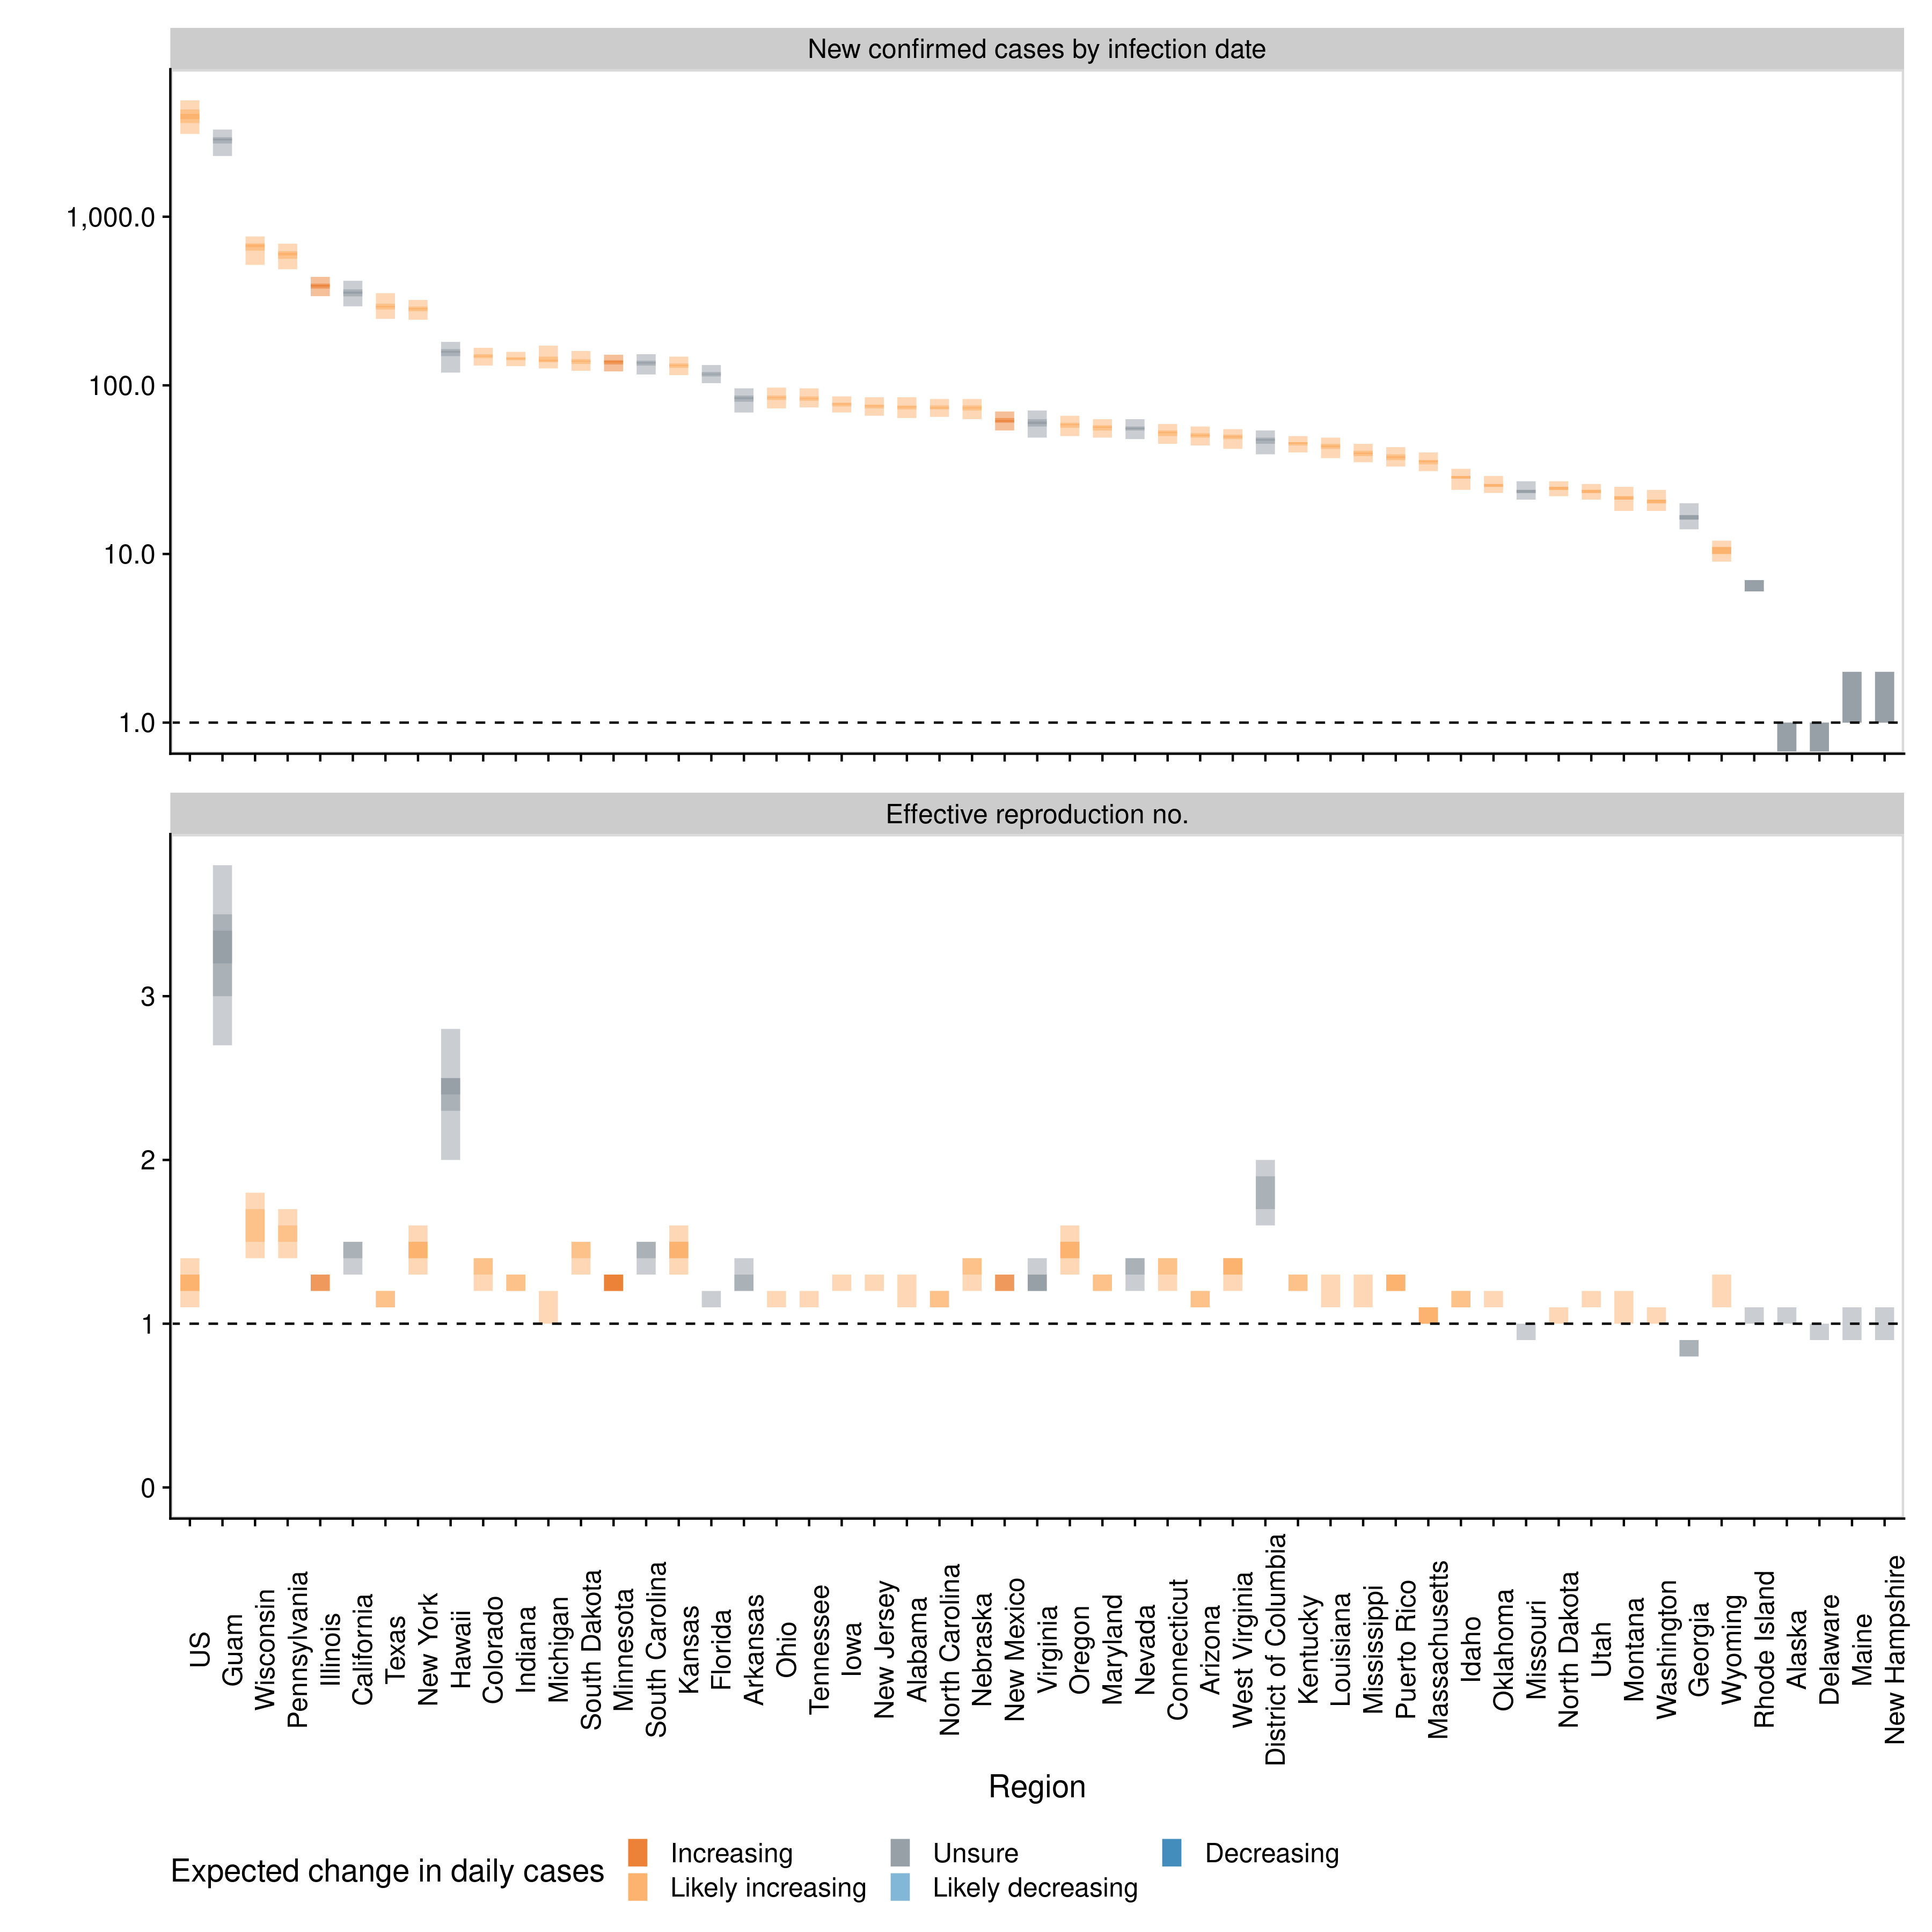 New confirmed cases by infection date
1,000.0
100.0
10.0
1.0
Effective reproduction no.
3
2
1
0
US
Guam
Wisconsin
Pennsylvania
Illinois
California
Texas
New York
Hawaii
Colorado
Indiana
Michigan
South Dakota
Minnesota
South Carolina
Kansas
Florida
Arkansas
Ohio
Tennessee
Iowa
New Jersey
Alabama
North Carolina
Nebraska
New Mexico
Virginia
Oregon
Maryland
Nevada
Connecticut
Arizona
West Virginia
District of Columbia
Kentucky
Louisiana
Mississippi
Puerto Rico
Massachusetts
Idaho
Oklahoma
Missouri
North Dakota
Utah
Montana
Washington
Georgia
Wyoming
Rhode Island
Alaska
Delaware
Maine
New Hampshire
Region
Expected change in daily cases
Increasing
Likely increasing
Unsure
Likely decreasing
Decreasing